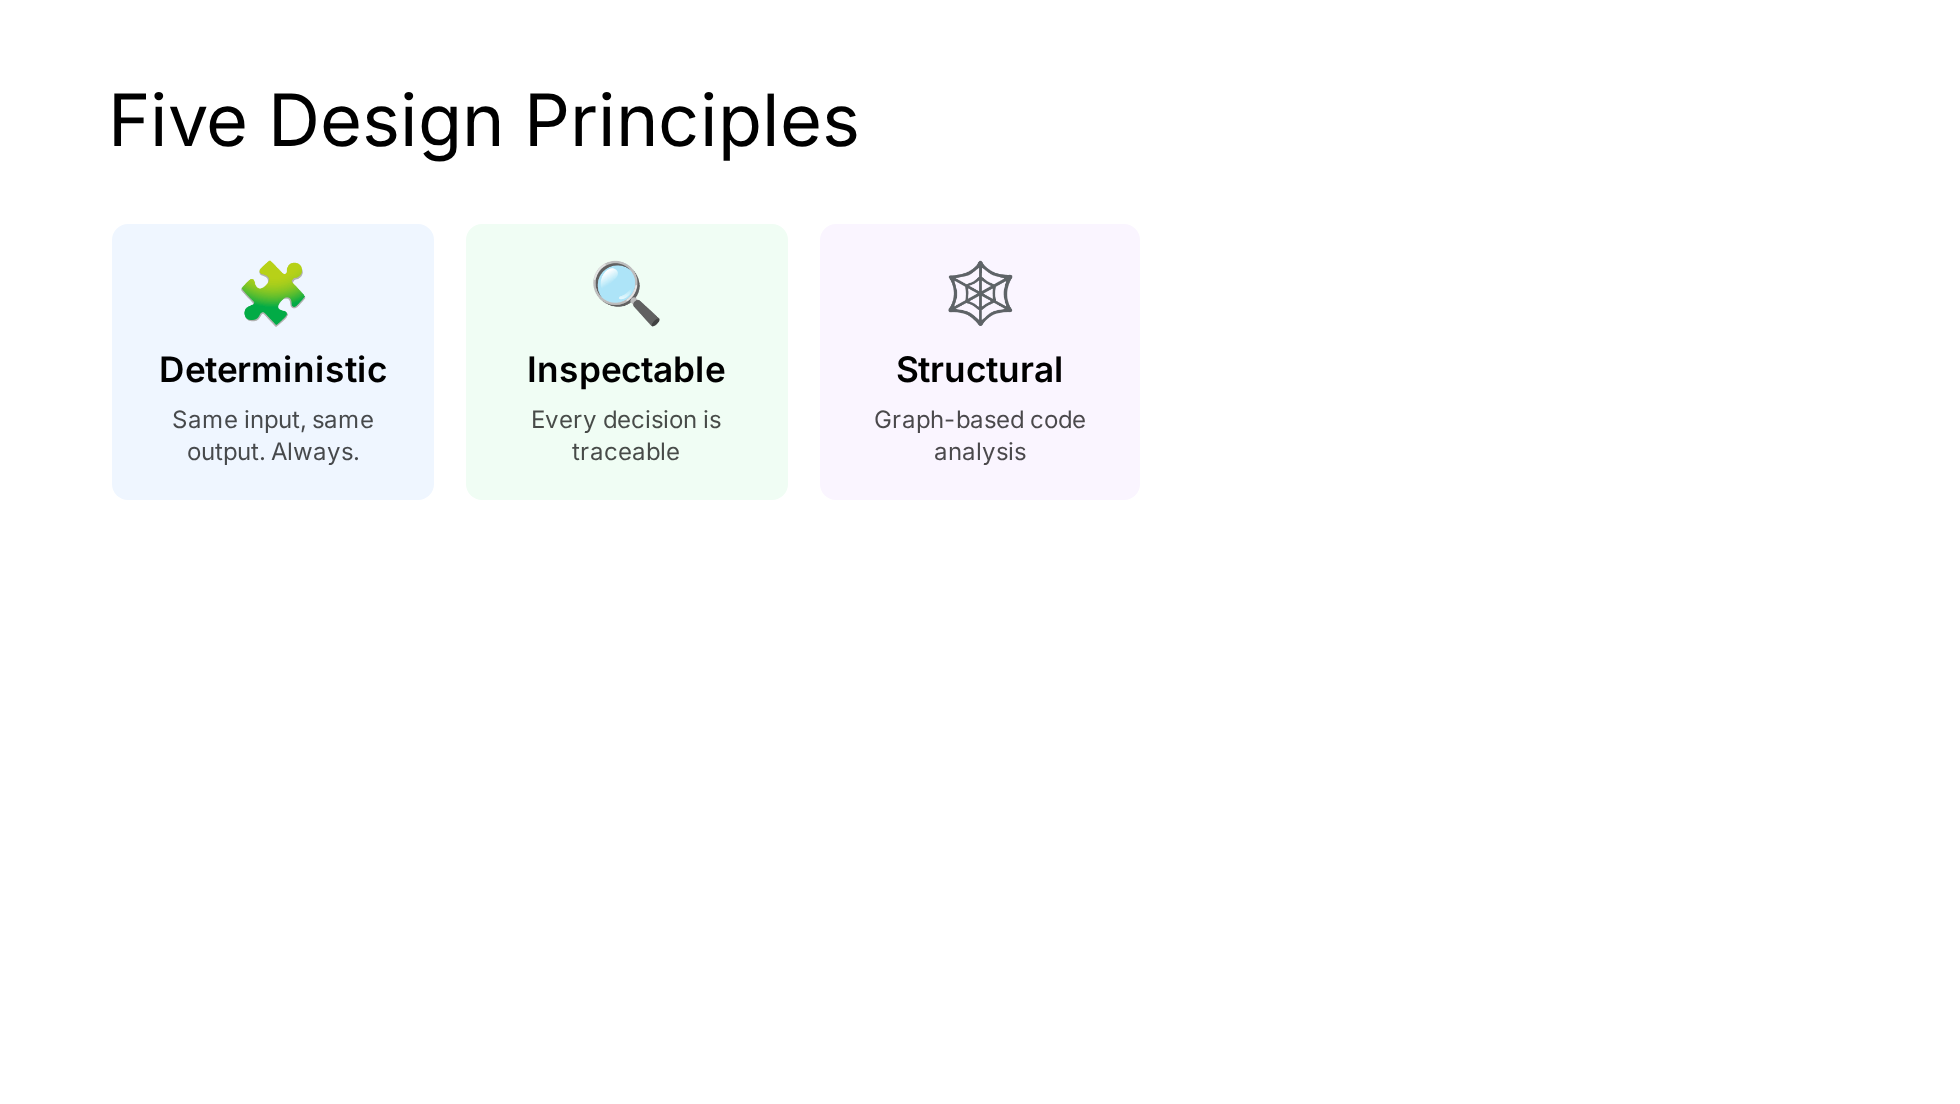 Five Design Principles
Deterministic
Same input, same
output. Always.
Inspectable
Every decision is
traceable
Structural
Graph-based code
analysis